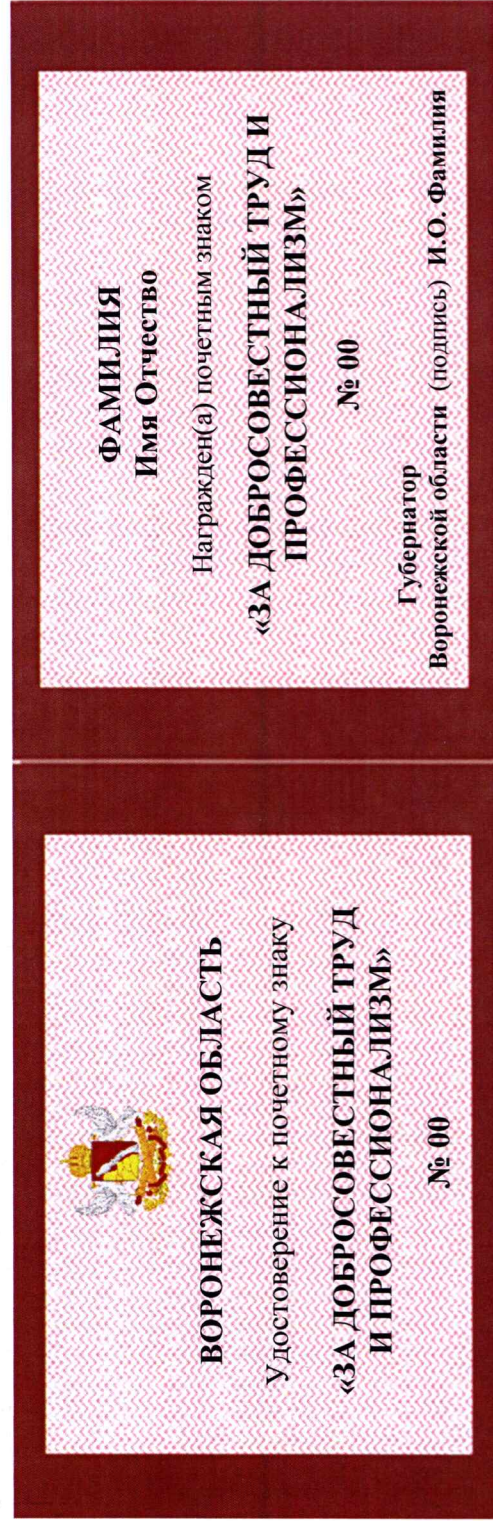 ВОРОНЕЖСКАЯ ОБЛАСТЬ
Удостоверение к почетному знаку
«ЗА ДОБРОСОВЕСТНЫЙ ТРУД
И ПРОФЕССИОНАЛИЗМ»
№ 00
ФАМИЛИЯ
Имя Отчество
Награжден(а) почетным знаком
«ЗА ДОБРОСОВЕСТНЫЙ ТРУД И
ПРОФЕССИОНАЛИЗМ»
№ 00
Губернатор
Воронежской области (подпись) И.О. Фамилия